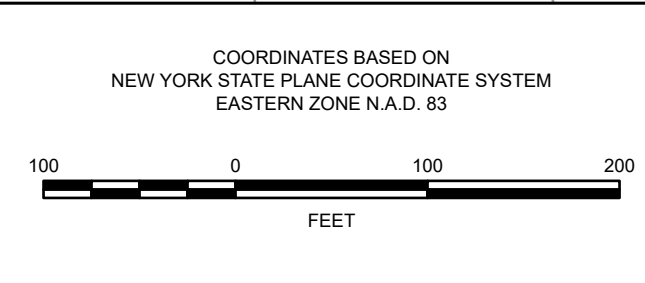 COORDINATES BASED ON
NEW YORK STATE PLANE COORDINATE SYSTEM
EASTERN ZONE N.A.D. 83
100 0 100 200
FEET